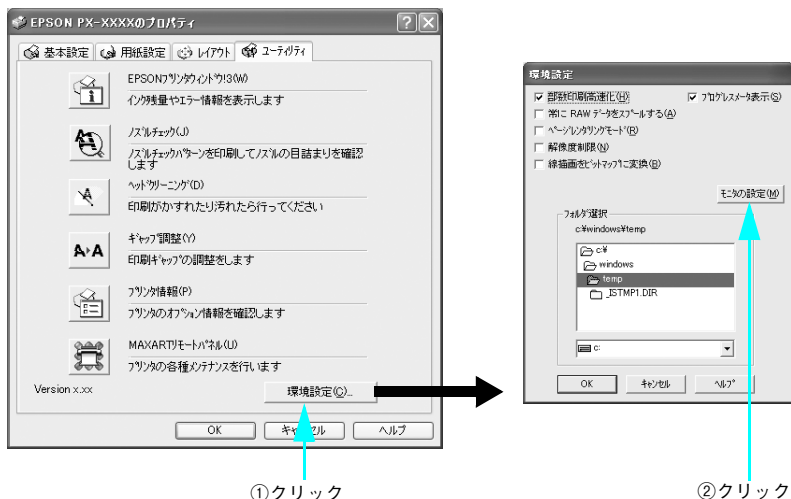 EPSON PX-XXXXのプロパティ
基本設定 用紙設定 レイアウト ユーティリティ
EPSONプリンタウィンドウ!3(W)
インク残量やエラー情報を表示します
ノズルチェック(J)
ノズルチェックパターンを印刷してノズルの目詰まりを確認
します
ヘッドクリーニング(D)
印刷がかすれたり汚れたら行ってください
ギャップ調整(Y)
印刷ギャップの調整をします
プリンタ情報(P)
プリンタのオプション情報を確認します
MAXARTリモートパネル(U)
プリンタの各種メンテナンスを行います
Version x.xx
環境設定(C)...
OK キャンセル ヘルプ
①クリック
環境設定
部数印刷高速化(H) プログレスメータ表示(S)
常に RAW データをスプールする(A)
ページレンタリングモード(R)
解像度制限(N)
線描画をビットマップに変換(B)
モニタの設定(M)
フォルダ選択
c:¥windows¥temp
c:¥
windows
temp
_ISTMP1.DIR
c:
OK キャンセル ヘルプ
②クリック